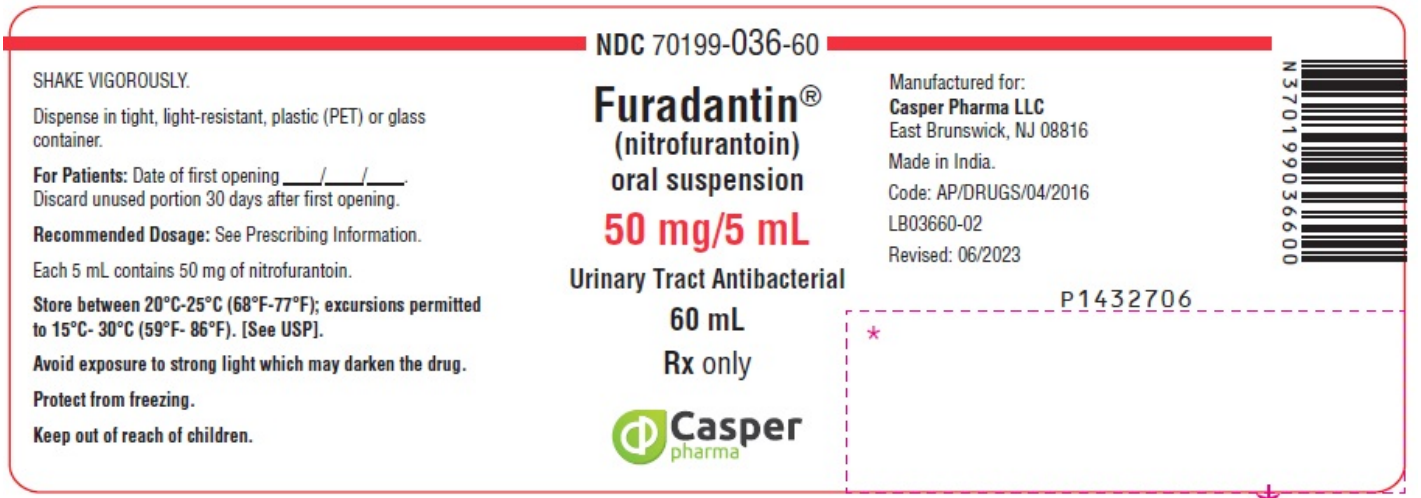 NDC 70199-036-60
SHAKE VIGOROUSLY.
Dispense in tight, light-resistant, plastic (PET) or glass
container.
For Patients: Date of first opening ____/____/____.
Discard unused portion 30 days after first opening.
Recommended Dosage: See Prescribing Information.
Each 5 mL contains 50 mg of nitrofurantoin.
Store between 20°C-25°C (68°F-77°F); excursions permitted
to 15°C- 30°C (59°F- 86°F). [See USP].
Avoid exposure to strong light which may darken the drug.
Protect from freezing.
Keep out of reach of children.
Furadantin®
(nitrofurantoin)
oral suspension
50 mg/5 mL
Urinary Tract Antibacterial
60 mL
Rx only
Casper
pharma
Manufactured for:
Casper Pharma LLC
East Brunswick, NJ 08816
Made in India.
Code: AP/DRUGS/04/2016
LB03660-02
Revised: 06/2023
P1432706
*
N370199036600